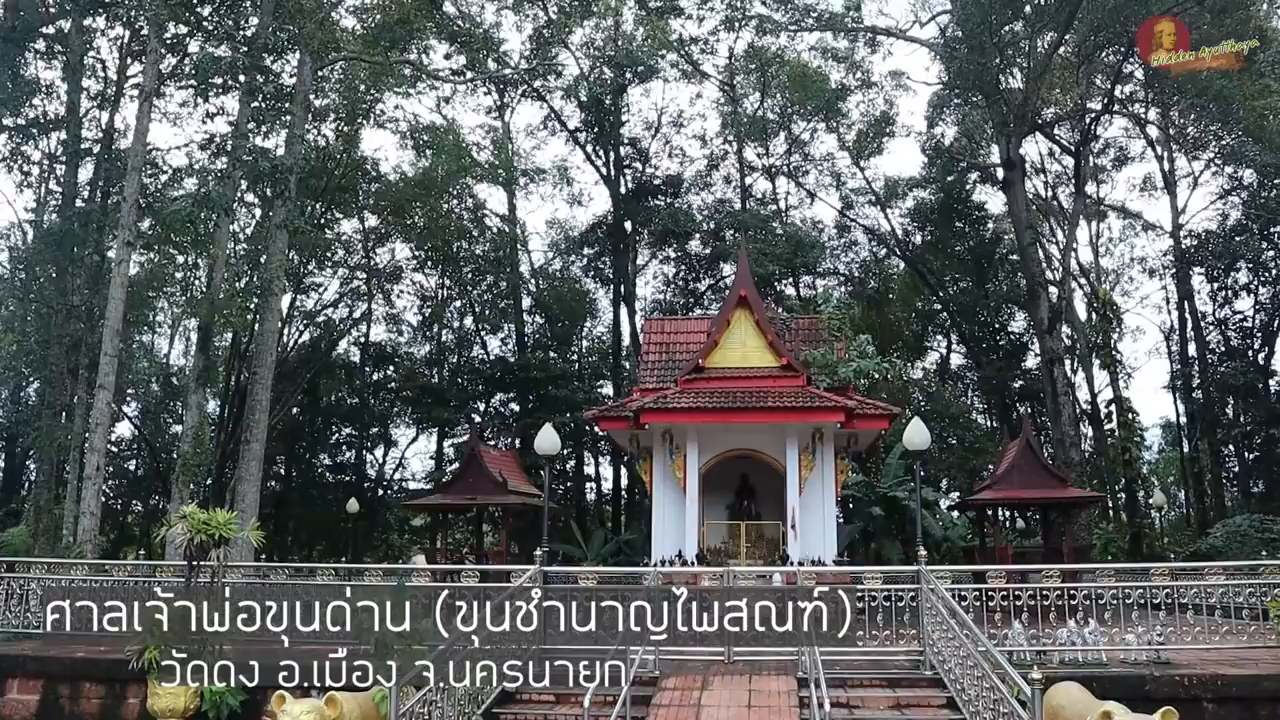 Hidden Ayutthaya
ศาลเจ้าพ่อขุนด่าน (ขุนชำนาญไพสณฑ์)
วัดดง อ.เมือง จ.นครนายก